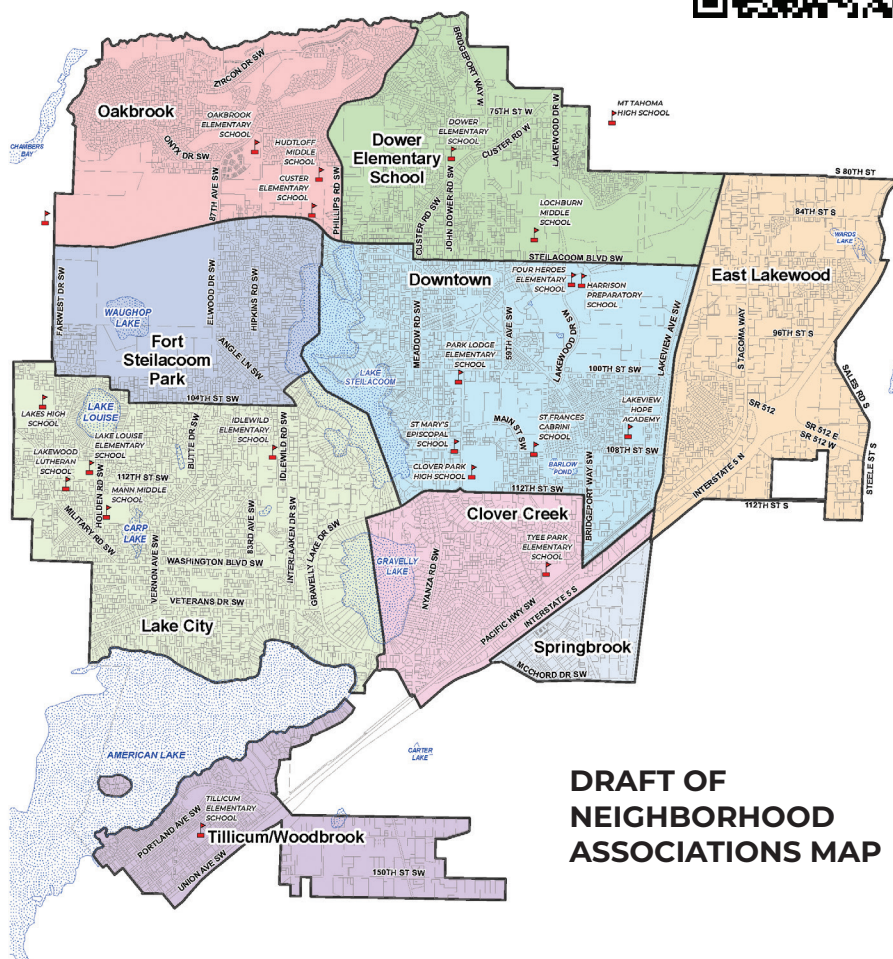 BRIDGEPORT WAY W
ZIRCON DR SW
Oakbrook
OAKBROOK
ELEMENTARY
SCHOOL
ONYX DR SW
HUDTLOFF
MIDDLE
SCHOOL
CUSTER
ELEMENTARY
SCHOOL
87TH AVE SW
PHILLIPS RD SW
CHAMBERS
BAY
75TH ST W
DOWER
ELEMENTARY
SCHOOL
CUSTER RD W
LAKEWOOD DR W
MT TAHOMA
HIGH SCHOOL
Dower
Elementary
School
CUSTER RD SW
JOHN DOWER RD SW
LOCHBURN
MIDDLE
SCHOOL
S 80TH ST
STEILACOOM BLVD SW
84TH ST S
WARDS
LAKE
East Lakewood
S TACOMA WAY
96TH ST S
SALES RD S
SR 512
SR 512 E
SR 512 W
STEELE ST S
INTERSTATE 5 N
112TH ST S
FARWEST DR SW
WAUGHOP
LAKE
ELWOOD DR SW
HIPKINS RD SW
ANGLE LN SW
Fort
Steilacoom
Park
104TH ST SW
Downtown
FOUR HEROES
ELEMENTARY
SCHOOL
HARRISON
PREPARATORY
SCHOOL
MEADOW RD SW
59TH AVE SW
LAKEWOOD DR SW
LAKEVIEW AVE SW
LAKE
STEILACOOM
PARK LODGE
ELEMENTARY
SCHOOL
100TH ST SW
MAIN ST SW
ST MARY'S
EPISCOPAL
SCHOOL
ST FRANCES
CABRINI
SCHOOL
LAKEVIEW
HOPE
ACADEMY
108TH ST SW
BARLOW
POND
CLOVER PARK
HIGH SCHOOL
112TH ST SW
BRIDGEPORT WAY SW
LAKES HIGH
SCHOOL
LAKE
LOUISE
LAKE LOUISE
ELEMENTARY
SCHOOL
LAKEWOOD
LUTHERAN
SCHOOL
BUTTE DR SW
IDLEWILD
ELEMENTARY
SCHOOL
IDLEWILD RD SW
112TH ST SW
HOLDEN RD SW
MANN MIDDLE
SCHOOL
MILITARY RD SW
CARP
LAKE
83RD AVE SW
INTERLAAKEN DR SW
GRAVELLY LAKE DR SW
VERNON AVE SW
WASHINGTON BLVD SW
VETERANS DR SW
Lake City
Clover Creek
TYEE PARK
ELEMENTARY
SCHOOL
GRAVELLY
LAKE
NYANZA RD SW
PACIFIC HWY SW
INTERSTATE 5 S
Springbrook
MCCHORD DR SW
AMERICAN LAKE
CARTER
LAKE
TILLICUM
ELEMENTARY
SCHOOL
PORTLAND AVE SW
UNION AVE SW
Tillicum/Woodbrook
150TH ST SW
DRAFT OF
NEIGHBORHOOD
ASSOCIATIONS MAP